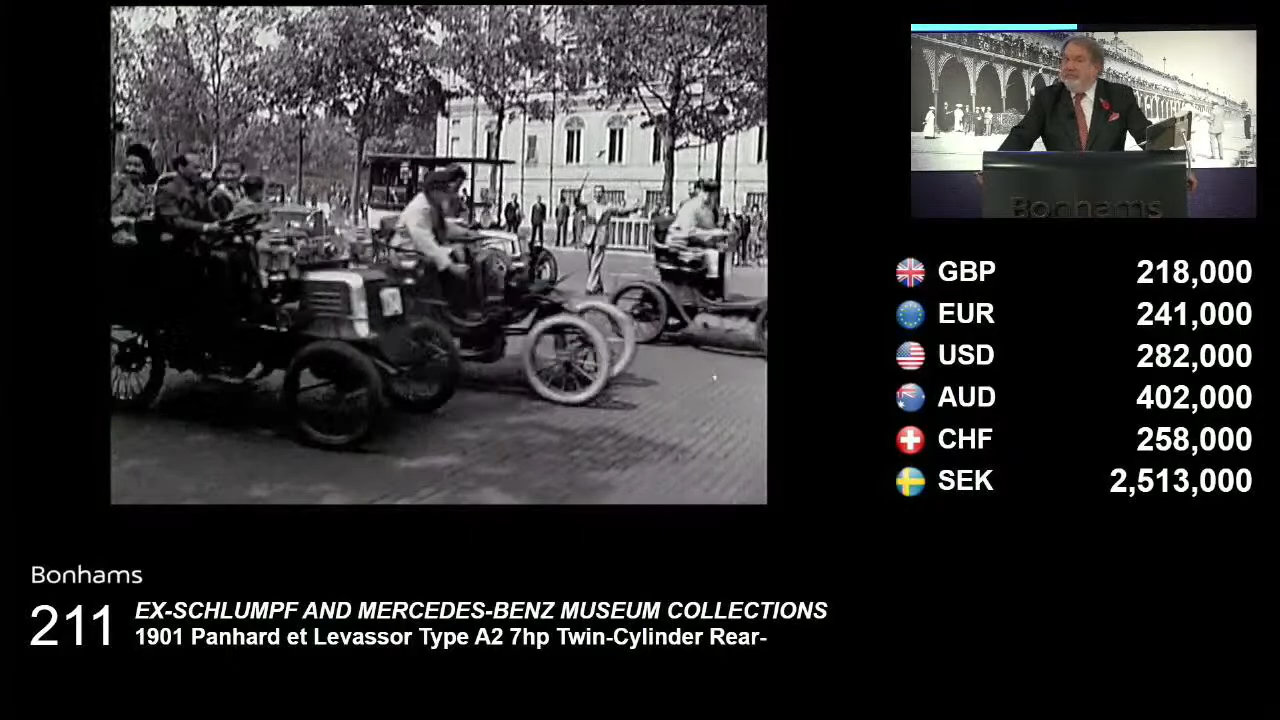 Bonhams
GBP 218,000
EUR 241,000
USD 282,000
AUD 402,000
CHF 258,000
SEK 2,513,000
Bonhams
211
EX-SCHLUMPF AND MERCEDES-BENZ MUSEUM COLLECTIONS
1901 Panhard et Levassor Type A2 7hp Twin-Cylinder Rear-